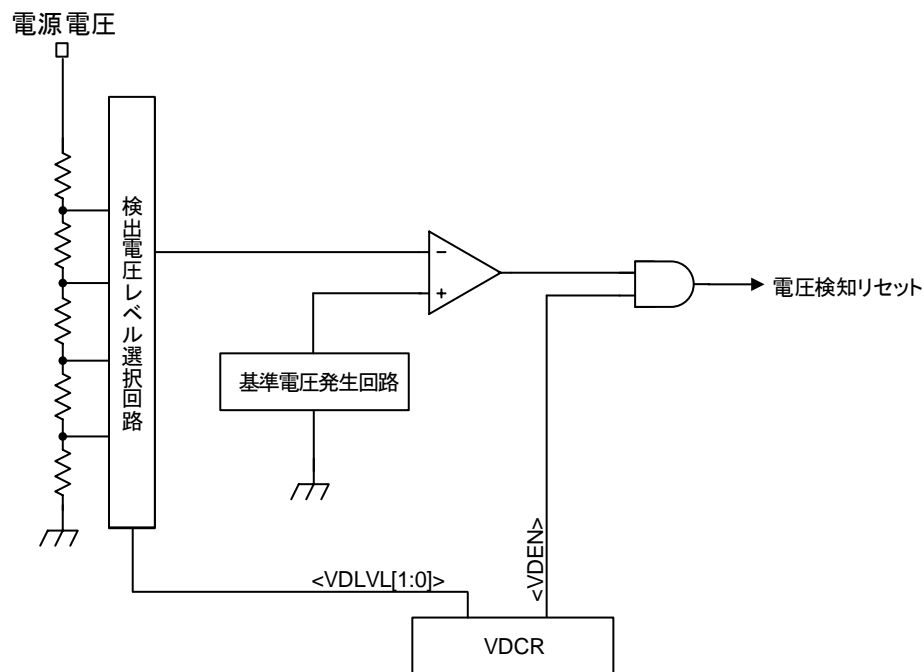 電源電圧
検出電圧レベル選択回路
−
+
基準電圧発生回路
電圧検知リセット
<VDLVL[1:0]>
<VDEN>
VDCR